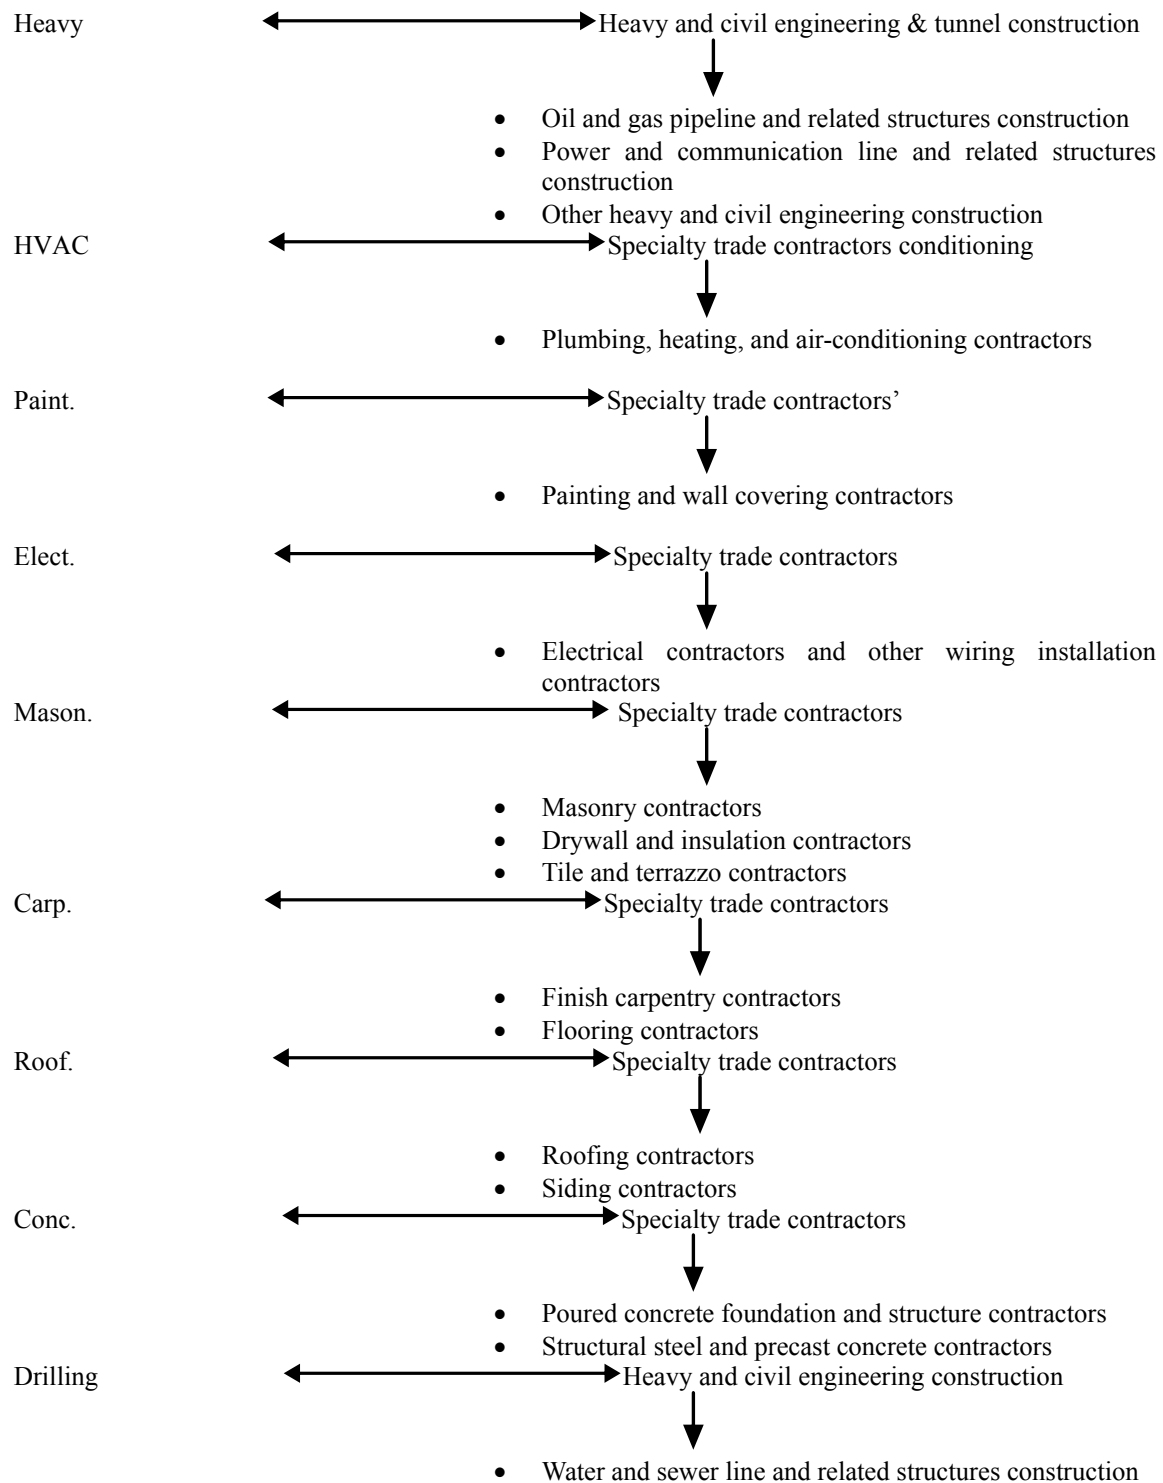 Heavy Heavy and civil engineering & tunnel construction
• Oil and gas pipeline and related structures construction
• Power and communication line and related structures
construction
• Other heavy and civil engineering construction
HVAC Specialty trade contractors conditioning
• Plumbing, heating, and air-conditioning contractors
Paint. Specialty trade contractors’
• Painting and wall covering contractors
Elect. Specialty trade contractors
• Electrical contractors and other wiring installation
contractors
Mason. Specialty trade contractors
• Masonry contractors
• Drywall and insulation contractors
• Tile and terrazzo contractors
Carp. Specialty trade contractors
• Finish carpentry contractors
• Flooring contractors
Roof. Specialty trade contractors
• Roofing contractors
• Siding contractors
Conc. Specialty trade contractors
• Poured concrete foundation and structure contractors
• Structural steel and precast concrete contractors
Drilling Heavy and civil engineering construction
• Water and sewer line and related structures construction